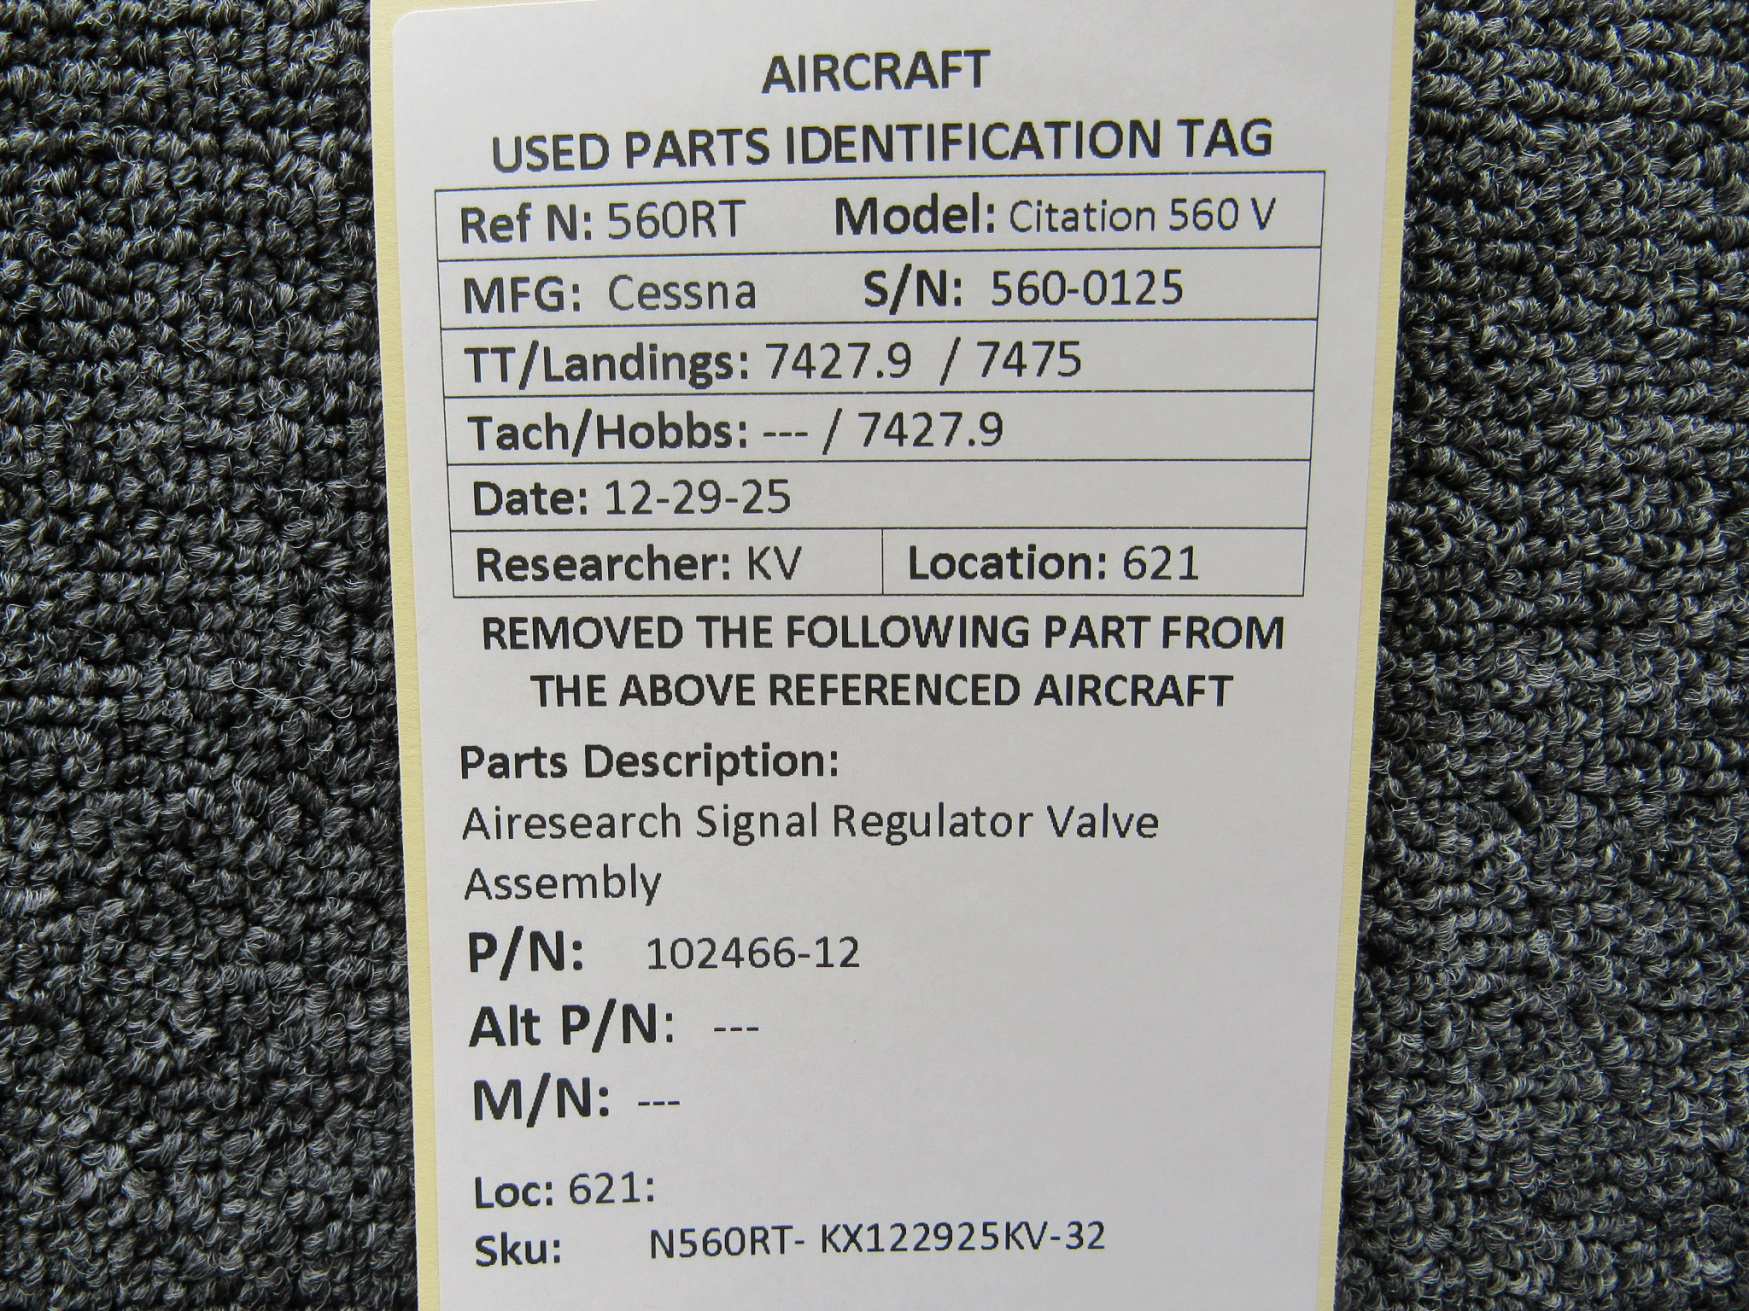 AIRCRAFT
USED PARTS IDENTIFICATION TAG
Ref N: 560RT Model: Citation 560 V
MFG: Cessna S/N: 560-0125
TT/Landings: 7427.9 / 7475
Tach/Hobbs: --- / 7427.9
Date: 12-29-25
Researcher: KV Location: 621
REMOVED THE FOLLOWING PART FROM
THE ABOVE REFERENCED AIRCRAFT
Parts Description:
Airesearch Signal Regulator Valve
Assembly
P/N: 102466-12
Alt P/N: ---
M/N: ---
Loc: 621:
Sku: N560RT- KX122925KV-32